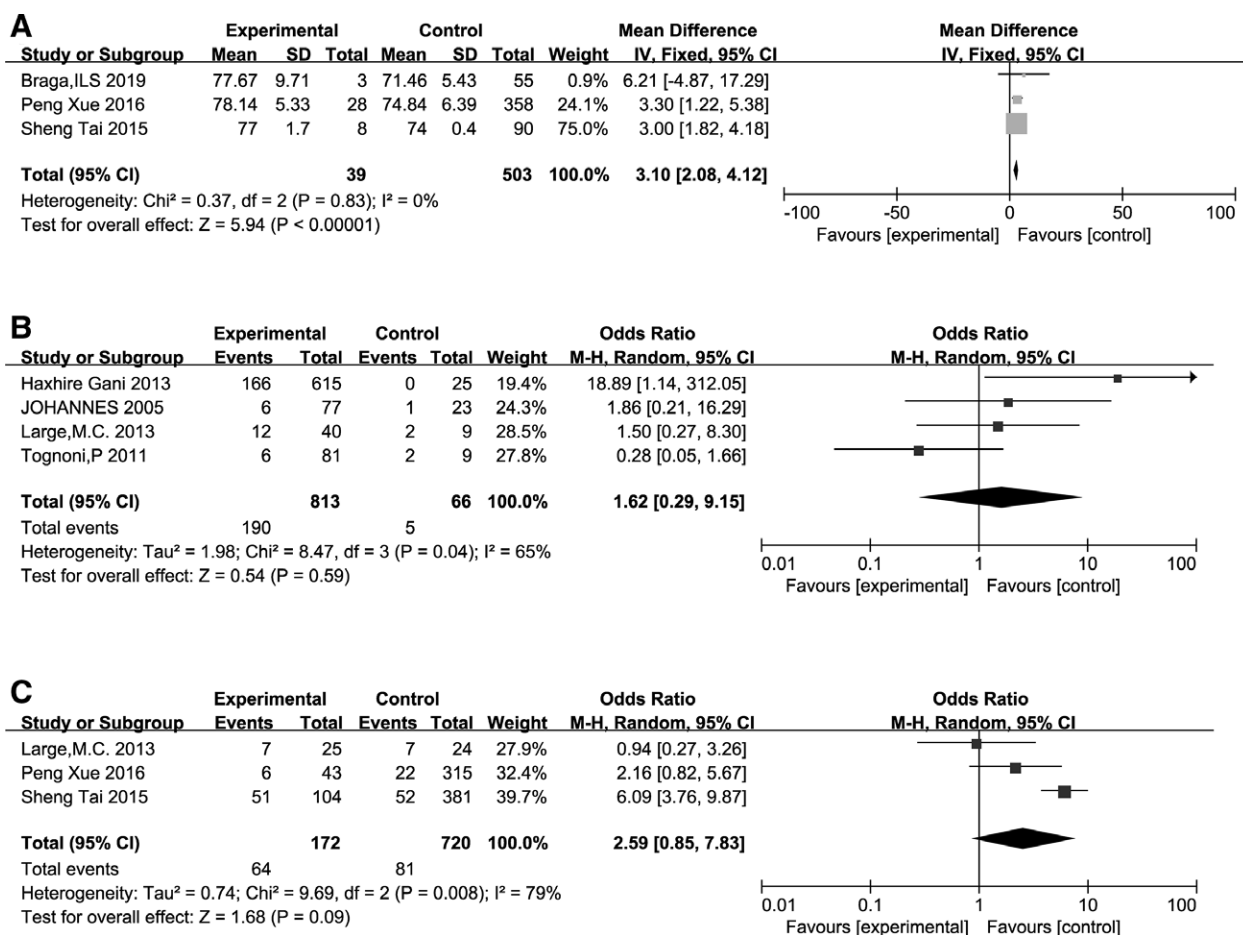 A
Experimental Control Mean Difference Mean Difference
Study or Subgroup Mean SD Total Mean SD Total Weight IV, Fixed, 95% CI IV, Fixed, 95% CI
Braga,ILS 2019 77.67 9.71 3 71.46 5.43 55 0.9% 6.21 [-4.87, 17.29]
Peng Xue 2016 78.14 5.33 28 74.84 6.39 358 24.1% 3.30 [1.22, 5.38]
Sheng Tai 2015 77 1.7 8 74 0.4 90 75.0% 3.00 [1.82, 4.18]
Total (95% CI) 39 503 100.0% 3.10 [2.08, 4.12]
Heterogeneity: Chi² = 0.37, df = 2 (P = 0.83); I² = 0%
Test for overall effect: Z = 5.94 (P < 0.00001)
-100 -50 0 50 100
Favours [experimental] Favours [control]
B
Experimental Control Odds Ratio Odds Ratio
Study or Subgroup Events Total Events Total Weight M-H, Random, 95% CI M-H, Random, 95% CI
Haxhire Gani 2013 166 615 0 25 19.4% 18.89 [1.14, 312.05]
JOHANNES 2005 6 77 1 23 24.3% 1.86 [0.21, 16.29]
Large,M.C. 2013 12 40 2 9 28.5% 1.50 [0.27, 8.30]
Tognoni,P 2011 6 81 2 9 27.8% 0.28 [0.05, 1.66]
Total (95% CI) 813 66 100.0% 1.62 [0.29, 9.15]
Total events 190 5
Heterogeneity: Tau² = 1.98; Chi² = 8.47, df = 3 (P = 0.04); I² = 65%
Test for overall effect: Z = 0.54 (P = 0.59)
0.01 0.1 1 10 100
Favours [experimental] Favours [control]
C
Experimental Control Odds Ratio Odds Ratio
Study or Subgroup Events Total Events Total Weight M-H, Random, 95% CI M-H, Random, 95% CI
Large,M.C. 2013 7 25 7 24 27.9% 0.94 [0.27, 3.26]
Peng Xue 2016 6 43 22 315 32.4% 2.16 [0.82, 5.67]
Sheng Tai 2015 51 104 52 381 39.7% 6.09 [3.76, 9.87]
Total (95% CI) 172 720 100.0% 2.59 [0.85, 7.83]
Total events 64 81
Heterogeneity: Tau² = 0.74; Chi² = 9.69, df = 2 (P = 0.008); I² = 79%
Test for overall effect: Z = 1.68 (P = 0.09)
0.01 0.1 1 10 100
Favours [experimental] Favours [control]